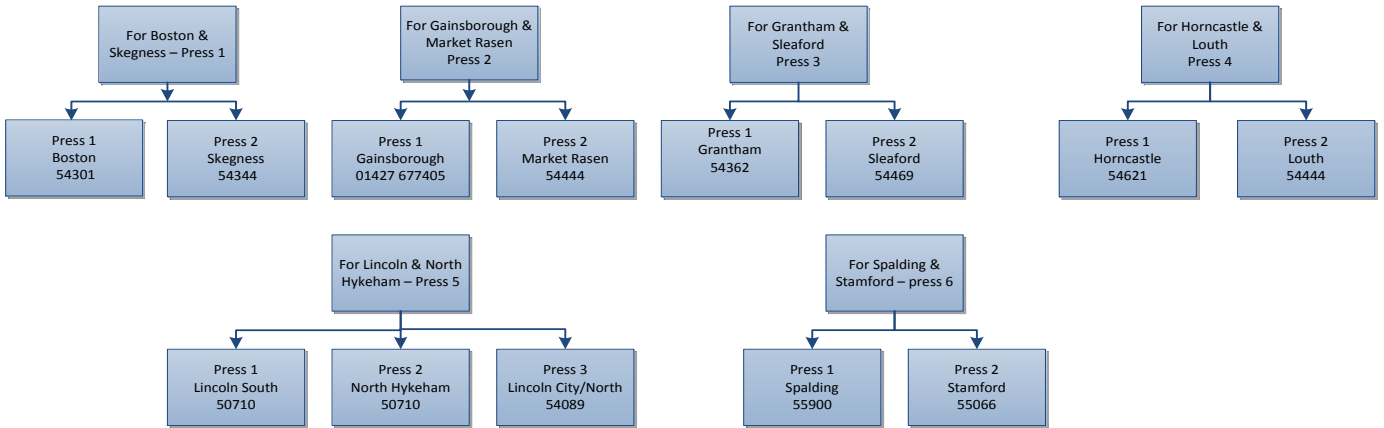 For Boston &
Skegness – Press 1
For Gainsborough &
Market Rasen
Press 2
For Grantham &
Sleaford
Press 3
For Horncastle &
Louth
Press 4
Press 1
Boston
54301
Press 2
Skegness
54344
Press 1
Gainsborough
01427 677405
Press 2
Market Rasen
54444
Press 1
Grantham
54362
Press 2
Sleaford
54469
Press 1
Horncastle
54621
Press 2
Louth
54444
For Lincoln & North
Hykeham – Press 5
For Spalding &
Stamford – press 6
Press 1
Lincoln South
50710
Press 2
North Hykeham
50710
Press 3
Lincoln City/North
54089
Press 1
Spalding
55900
Press 2
Stamford
55066